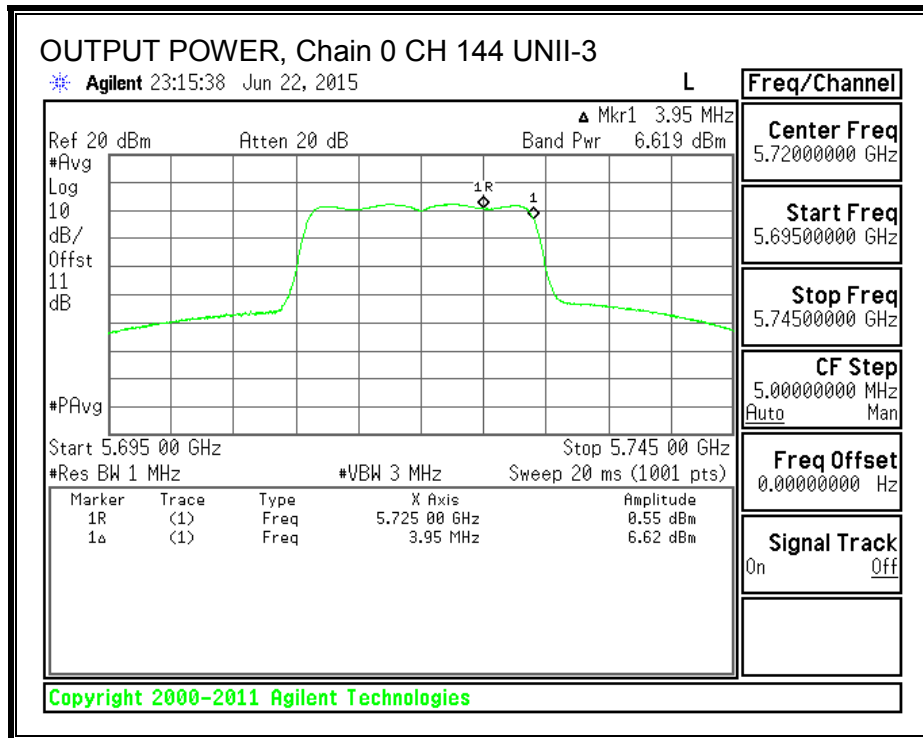 OUTPUT POWER, Chain 0 CH 144 UNII-3
Agilent 23:15:38 Jun 22, 2015 L
Δ Mkr1 3.95 MHz
Ref 20 dBm Atten 20 dB Band Pwr 6.619 dBm
#Avg
Log
10
dB/
Offst
11
dB
1R
1
#PAvg
Start 5.695 00 GHz Stop 5.745 00 GHz
#Res BW 1 MHz #VBW 3 MHz Sweep 20 ms (1001 pts)
Marker Trace Type X Axis Amplitude
1R (1) Freq 5.725 00 GHz 0.55 dBm
1Δ (1) Freq 3.95 MHz 6.62 dBm
Freq/Channel
Center Freq
5.72000000 GHz
Start Freq
5.69500000 GHz
Stop Freq
5.74500000 GHz
CF Step
5.00000000 MHz
Auto Man
Freq Offset
0.00000000 Hz
Signal Track
On Off
Copyright 2000-2011 Agilent Technologies